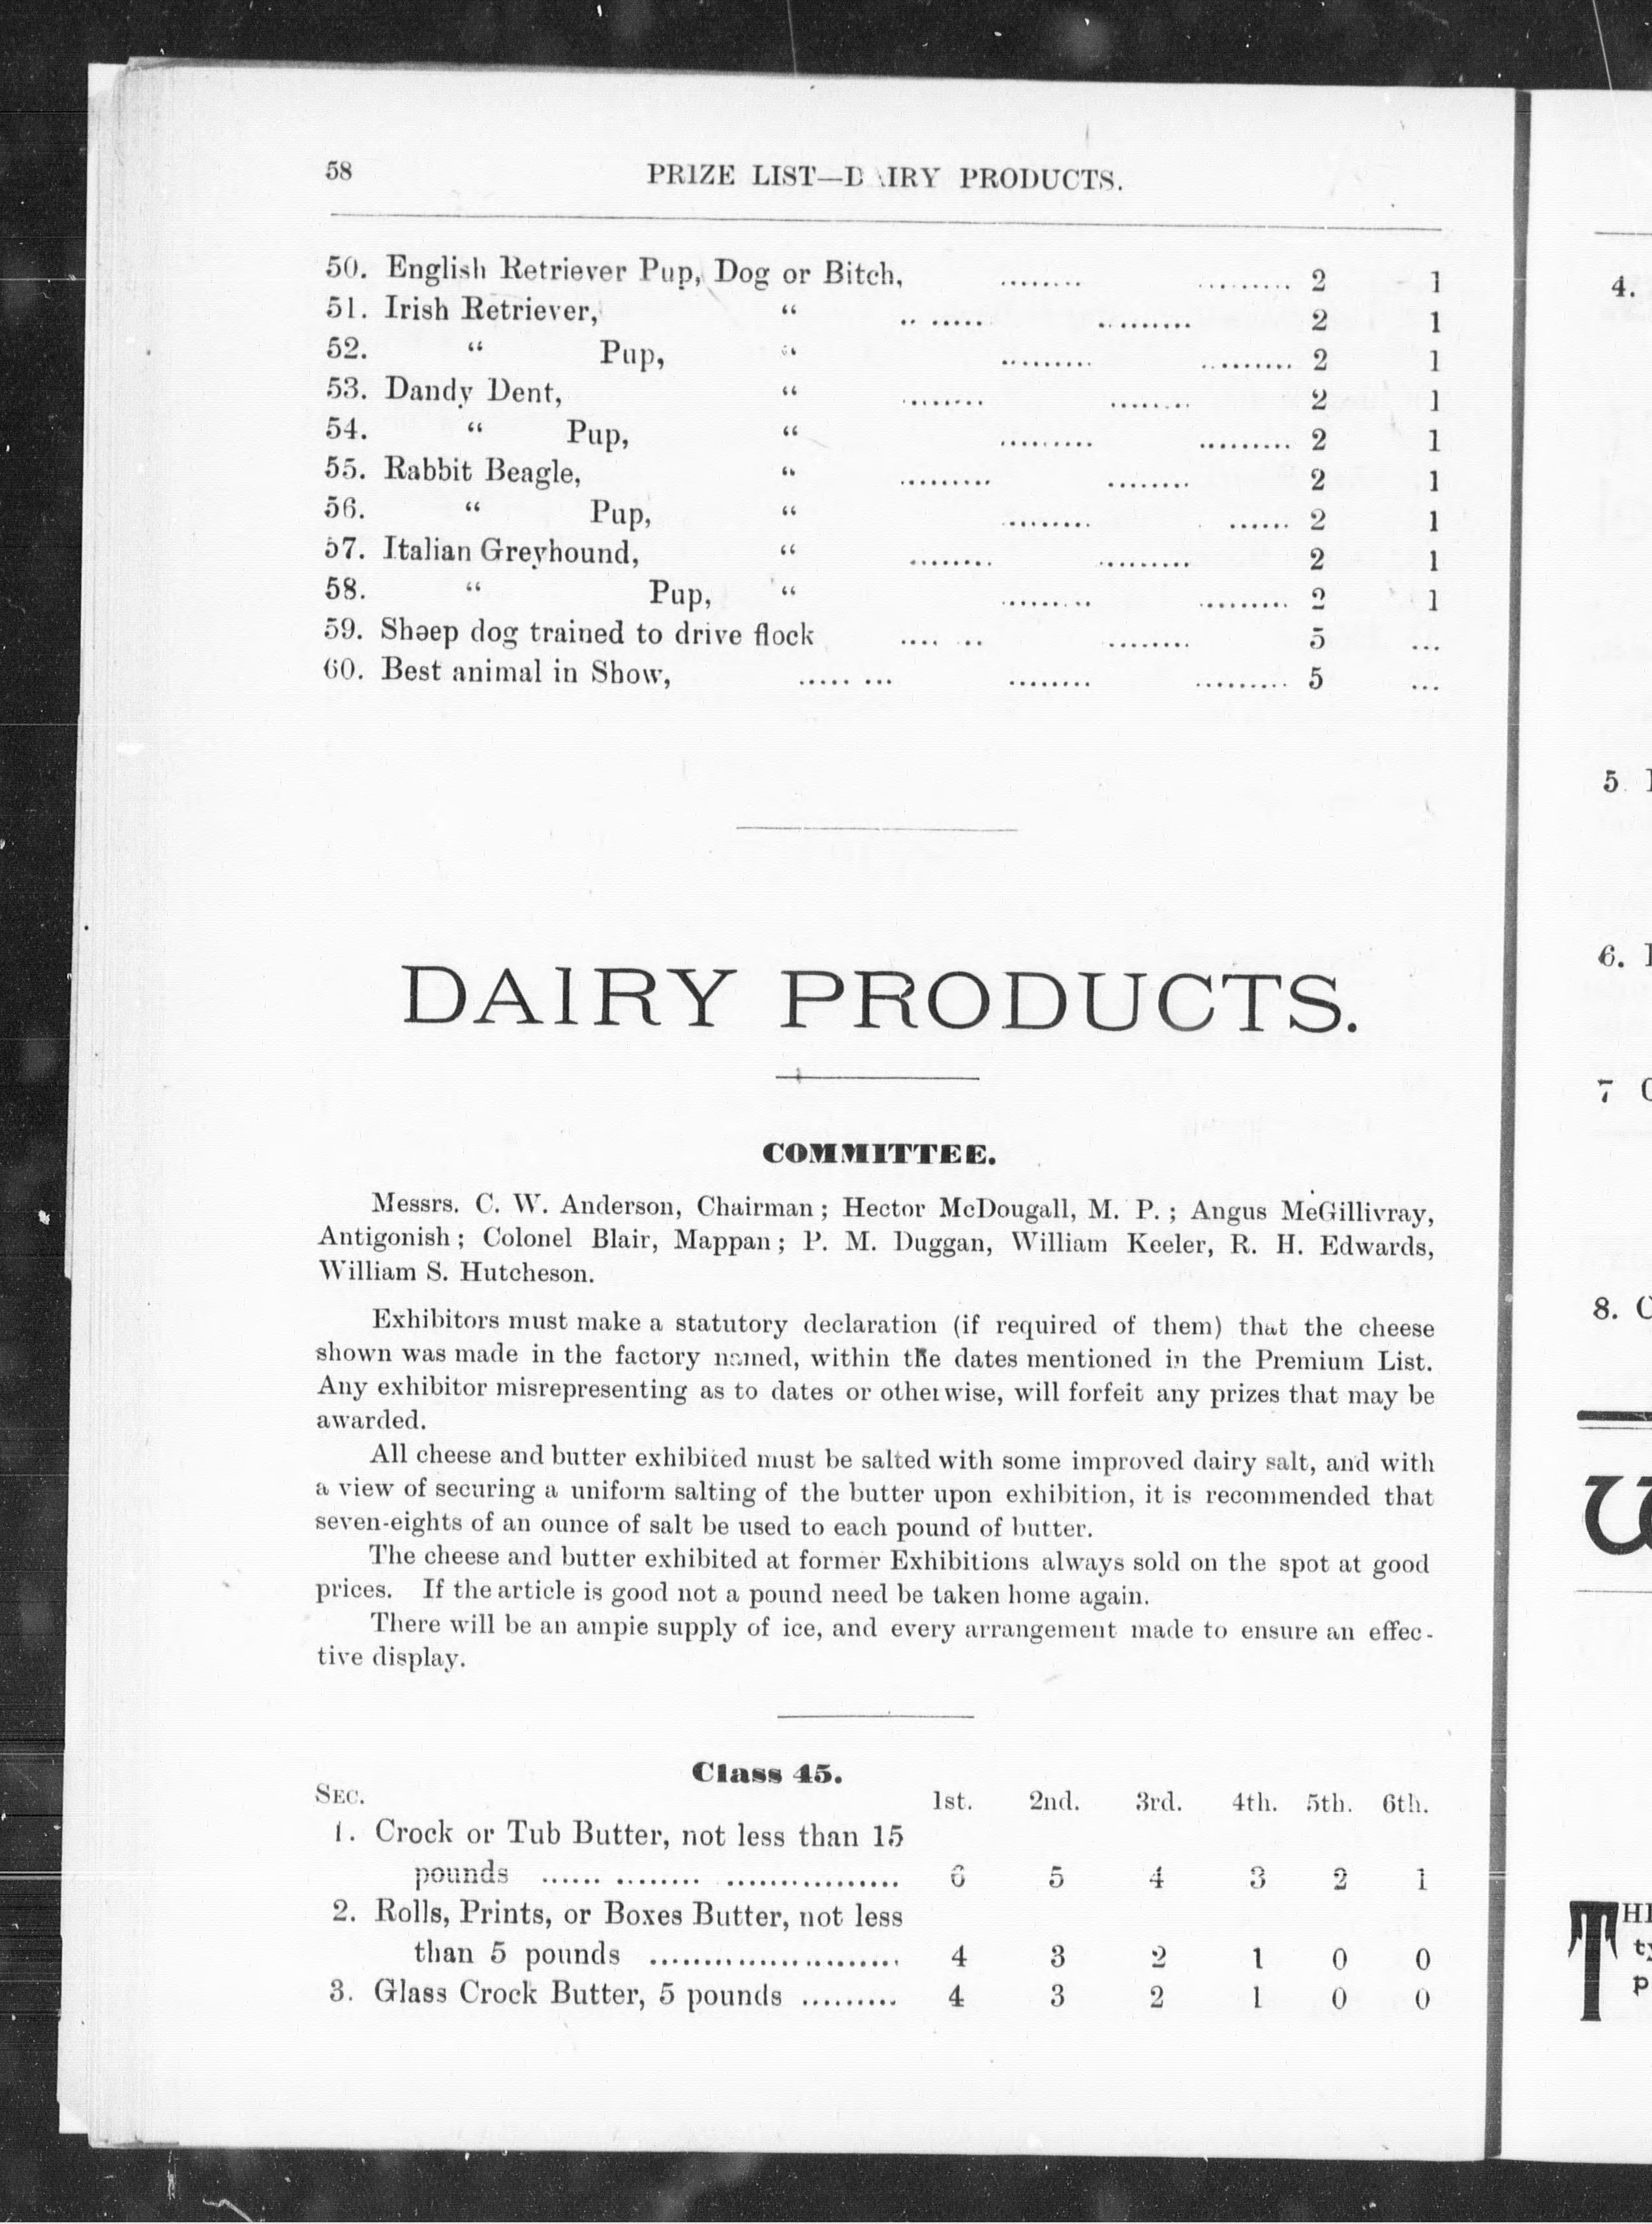 58 PRIZE LIST—DAIRY PRODUCTS.
50. English Retriever Pup, Dog or Bitch, ........ ......... 2 1
51. Irish Retriever, “ .. ..... ......... 2 1
52. “ Pup, “ ......... ......... 2 1
53. Dandy Dent, “ ........ ........ 2 1
54. “ Pup, “ ......... ......... 2 1
55. Rabbit Beagle, “ ......... ........ 2 1
56. “ Pup, “ ......... ...... 2 1
57. Italian Greyhound, “ ........ ......... 2 1
58. “ Pup, “ ......... ......... 2 1
59. Sheep dog trained to drive flock .... .. ........ 5 ...
60. Best animal in Show, ..... ... ........ ......... 5 ...
DAIRY PRODUCTS.
COMMITTEE.
Messrs. C. W. Anderson, Chairman ; Hector McDougall, M. P. ; Angus McGillivray,
Antigonish ; Colonel Blair, Mappan ; P. M. Duggan, William Keeler, R. H. Edwards,
William S. Hutcheson.
Exhibitors must make a statutory declaration (if required of them) that the cheese
shown was made in the factory named, within the dates mentioned in the Premium List.
Any exhibitor misrepresenting as to dates or otherwise, will forfeit any prizes that may be
awarded.
All cheese and butter exhibited must be salted with some improved dairy salt, and with
a view of securing a uniform salting of the butter upon exhibition, it is recommended that
seven-eights of an ounce of salt be used to each pound of butter.
The cheese and butter exhibited at former Exhibitions always sold on the spot at good
prices. If the article is good not a pound need be taken home again.
There will be an ample supply of ice, and every arrangement made to ensure an effec-
tive display.
Class 45.
SEC. 1st. 2nd. 3rd. 4th. 5th. 6th.
1. Crock or Tub Butter, not less than 15
pounds ...... ........ ................ 6 5 4 3 2 1
2. Rolls, Prints, or Boxes Butter, not less
than 5 pounds ....................... 4 3 2 1 0 0
3. Glass Crock Butter, 5 pounds ......... 4 3 2 1 0 0
4.
5.
6.
7
8.